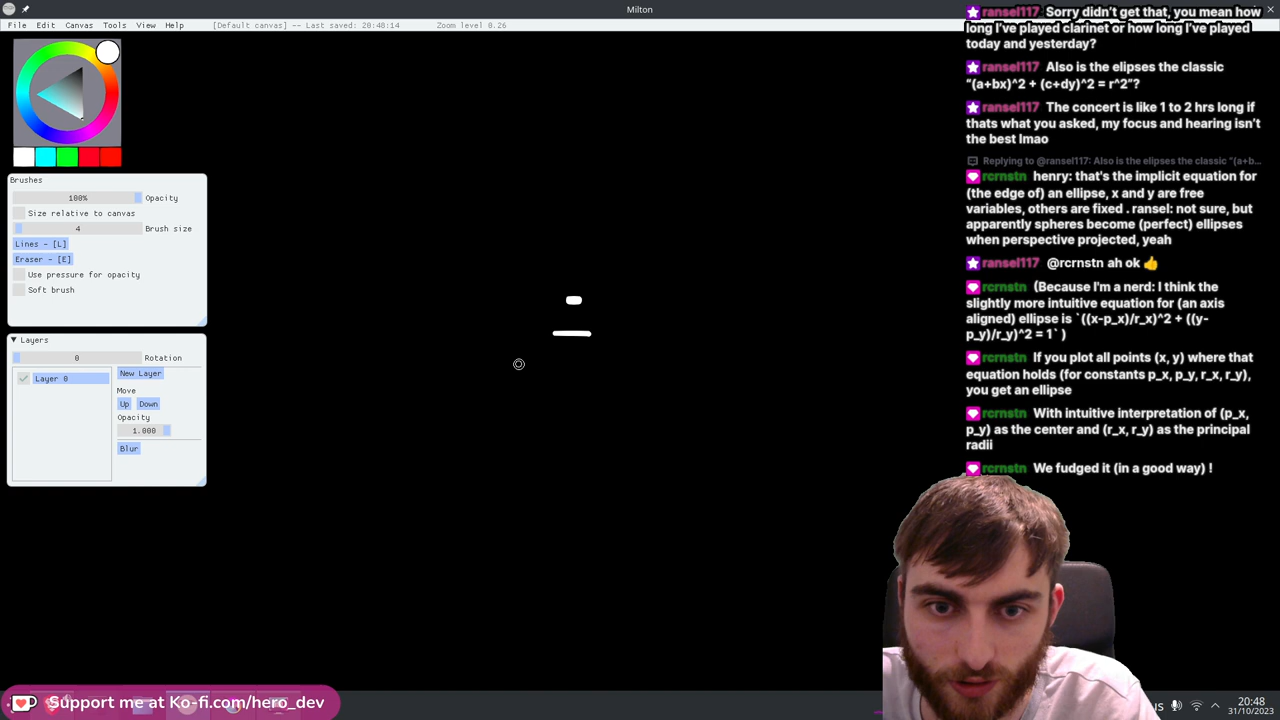 Milton
File Edit Canvas Tools View Help [Default canvas] -- Last saved: 20:48:14 Zoom level 0.26
Brushes
100% Opacity
Size relative to canvas
4 Brush size
Lines - [L]
Eraser - [E]
Use pressure for opacity
Soft brush
Layers
0 Rotation
Layer 0
New Layer
Move
Up Down
Opacity
1.000
Blur
ransel117 Sorry didn't get that, you mean how
long I've played clarinet or how long I've played
today and yesterday?
ransel117 Also is the elipses the classic
"(a+bx)^2 + (c+dy)^2 = r^2"?
ransel117 The concert is like 1 to 2 hrs long if
thats what you asked, my focus and hearing isn't
the best lmao
Replying to @ransel117: Also is the elipses the classic "(a+b...
rcrnstn henry: that's the implicit equation for
(the edge of) an ellipse, x and y are free
variables, others are fixed . ransel: not sure, but
apparently spheres become (perfect) ellipses
when perspective projected, yeah
ransel117 @rcrnstn ah ok 👍
rcrnstn (Because I'm a nerd: I think the
slightly more intuitive equation for (an axis
aligned) ellipse is `((x-p_x)/r_x)^2 + ((y-
p_y)/r_y)^2 = 1` )
rcrnstn If you plot all points (x, y) where that
equation holds (for constants p_x, p_y, r_x, r_y),
you get an ellipse
rcrnstn With intuitive interpretation of (p_x,
p_y) as the center and (r_x, r_y) as the principal
radii
rcrnstn We fudged it (in a good way) !
Support me at Ko-fi.com/hero_dev
US
20:48
31/10/2023